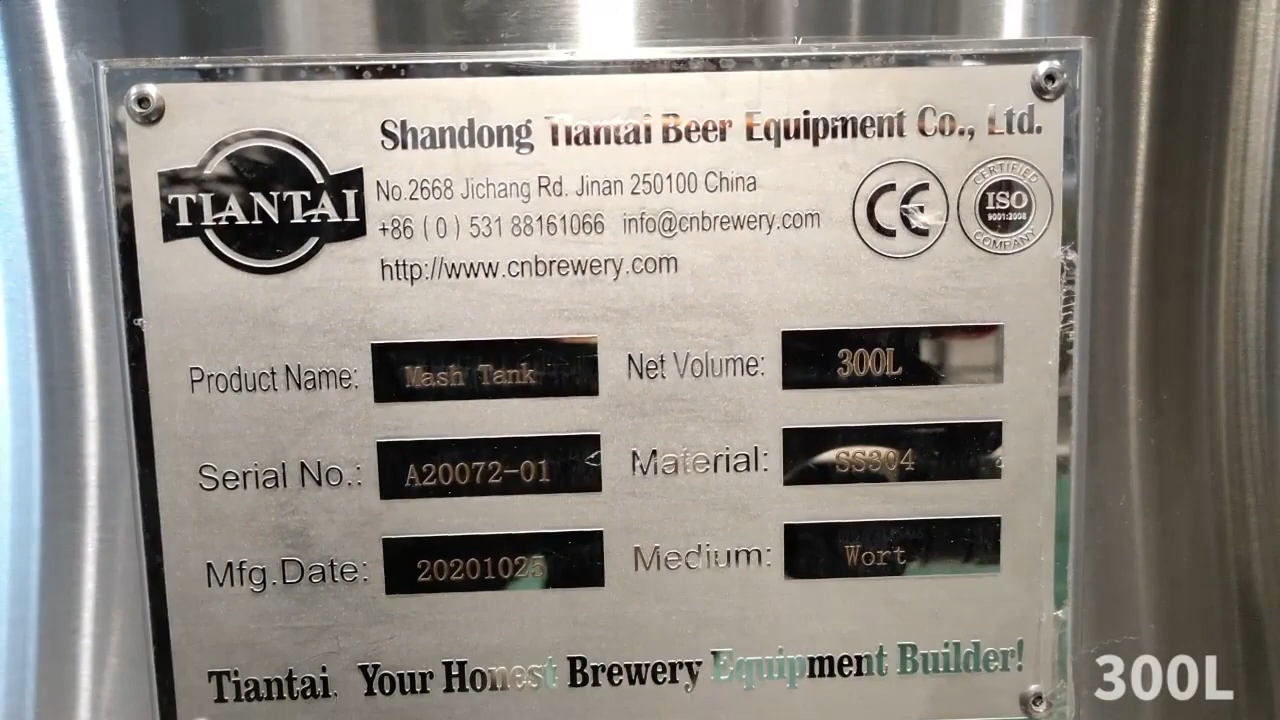 Shandong Tiantai Beer Equipment Co., Ltd.
TIANTAI
No.2668 Jichang Rd. Jinan 250100 China
+86 ( 0 ) 531 88161066 info@cnbrewery.com
http://www.cnbrewery.com
CE
CERTIFIED
ISO
9001:2008
COMPANY
Product Name: Mash Tank Net Volume: 300L
Serial No.: A20072-01 Material: SS304
Mfg.Date: 20201025 Medium: Wort
Tiantai, Your Honest Brewery Equipment Builder!
300L